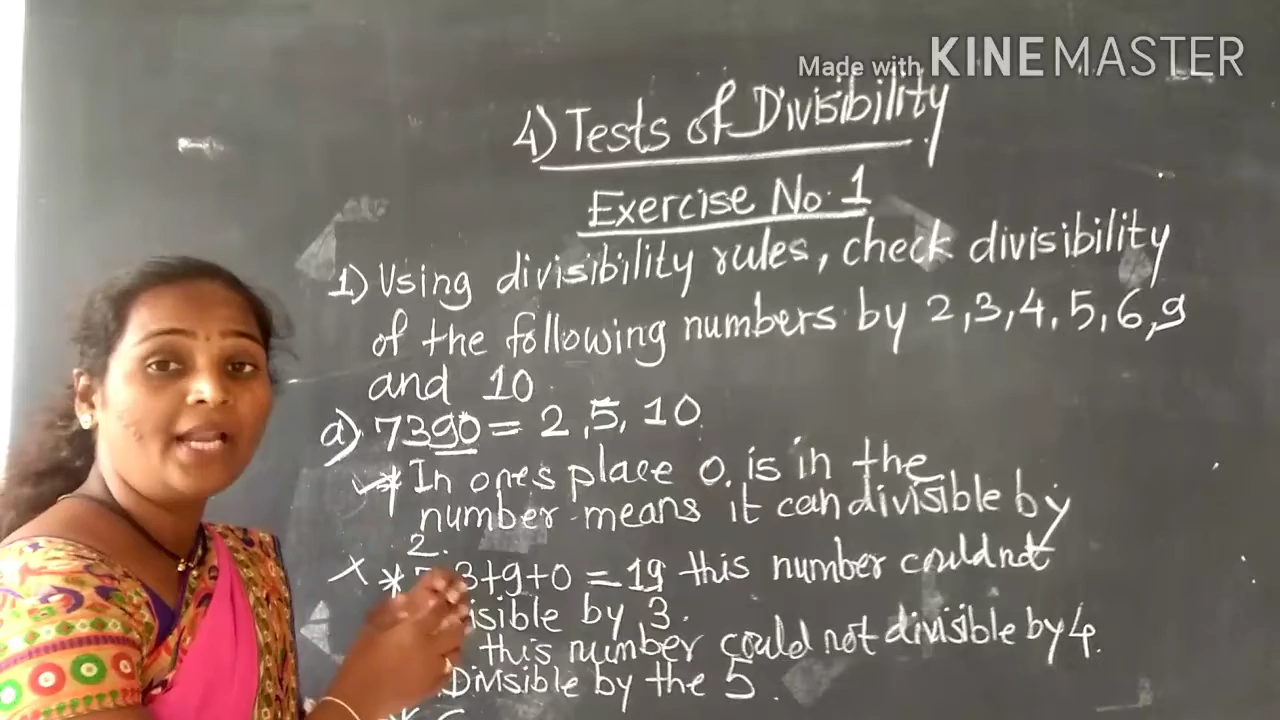 Made with KINEMASTER
4) Tests of Divisibility
Exercise No. 1
1) Using divisibility rules, check divisibility
of the following numbers by 2,3,4,5,6,9
and 10
a) 7390 = 2,5, 10.
* In ones place 0, is in the
number means it can divisible by
2.
* 3+9+0 = 19 this number could not
isible by 3.
this number could not divisible by 4.
Divisible by the 5.
*